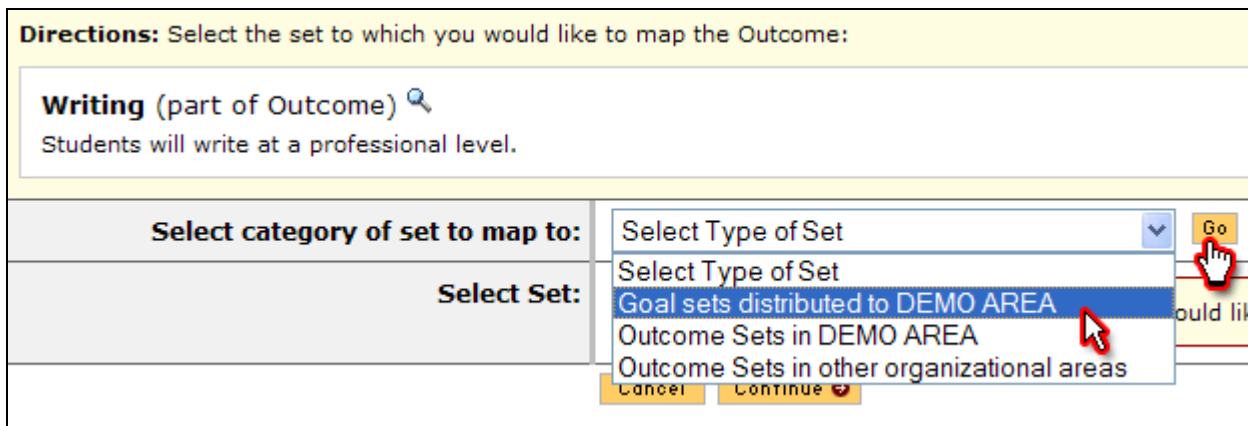 Directions: Select the set to which you would like to map the Outcome:
Writing (part of Outcome)
Students will write at a professional level.
Select category of set to map to: Select Type of Set Go
Select Type of Set
Select Set: Goal sets distributed to DEMO AREA
ould lik
Outcome Sets in DEMO AREA
Outcome Sets in other organizational areas
Cancel Continue